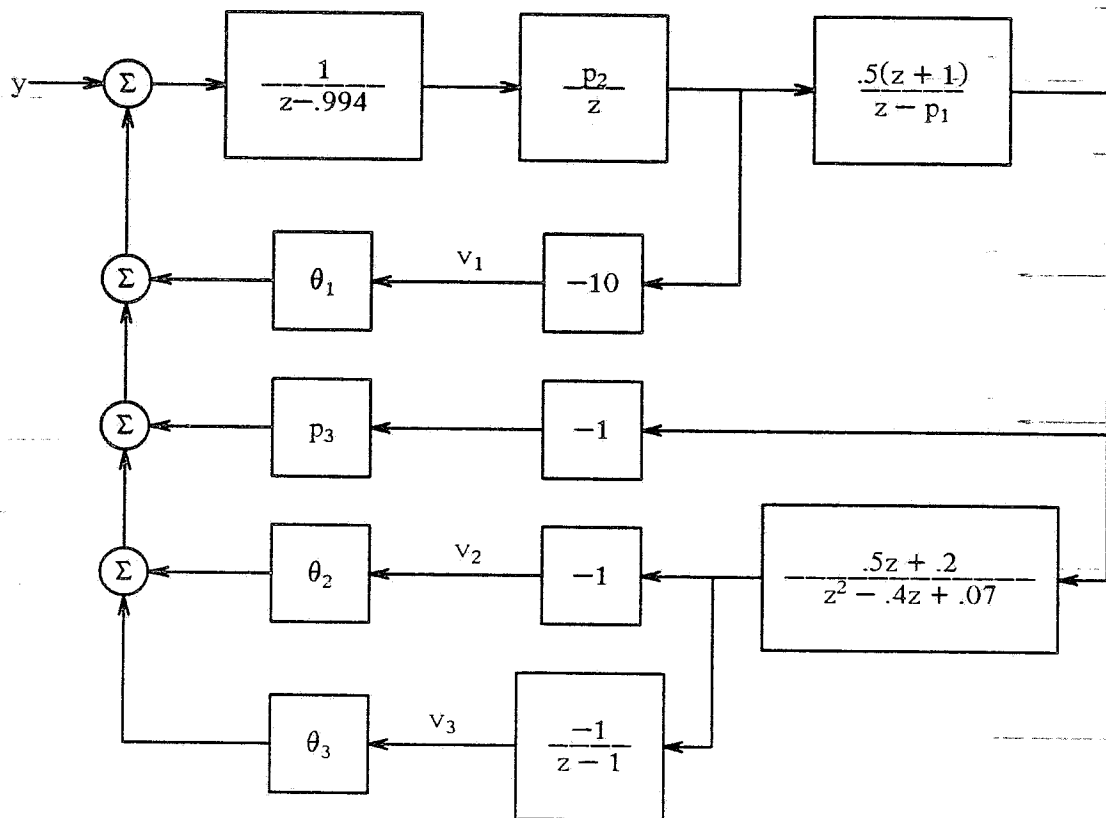 y Σ 1 / z−.994 p₂ / z .5(z + 1) / z − p₁
Σ θ₁ v₁ −10
Σ p₃ −1
Σ θ₂ v₂ −1 .5z + .2 / z² − .4z + .07
θ₃ v₃ −1 / z − 1